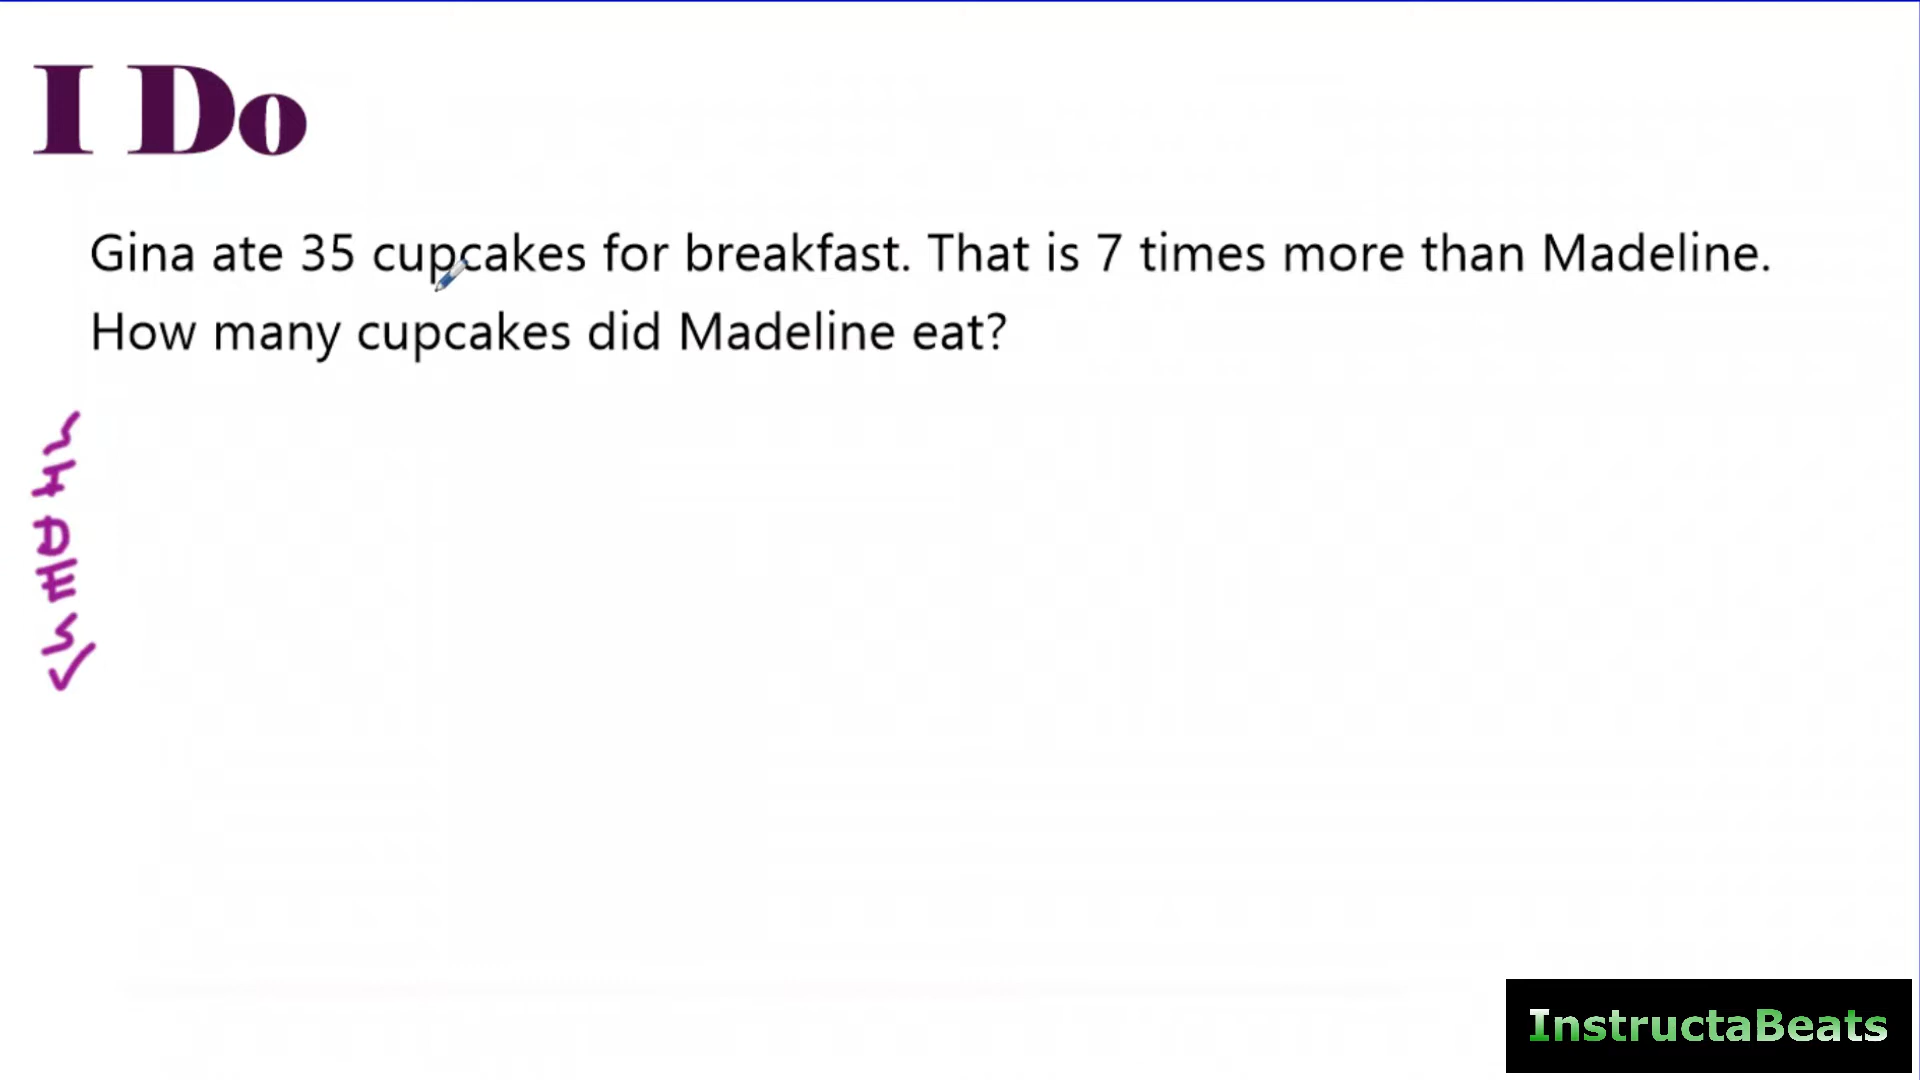 I Do
Gina ate 35 cupcakes for breakfast. That is 7 times more than Madeline.
How many cupcakes did Madeline eat?
S
I
D
E
S
✓
InstructaBeats